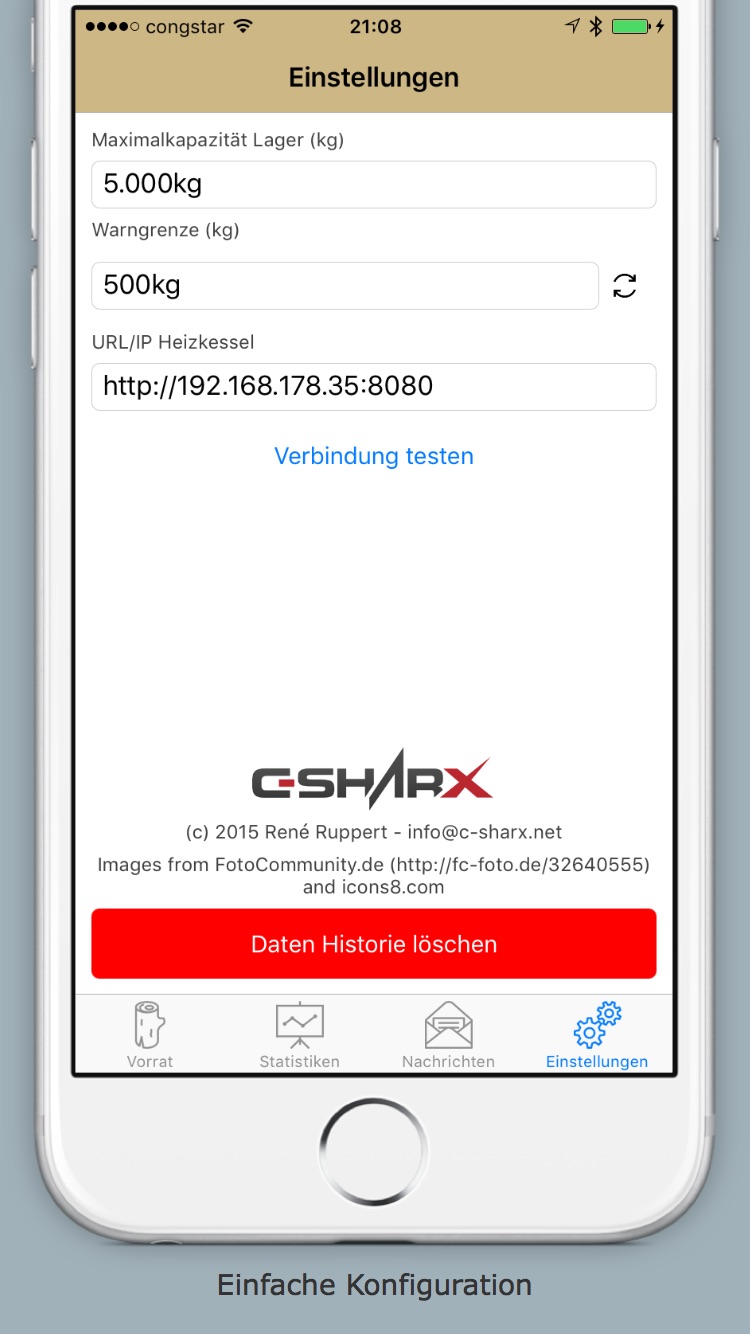 congstar 21:08
Einstellungen
Maximalkapazität Lager (kg)
5.000kg
Warngrenze (kg)
500kg
URL/IP Heizkessel
http://192.168.178.35:8080
Verbindung testen
C-SHARX
(c) 2015 René Ruppert - info@c-sharx.net
Images from FotoCommunity.de (http://fc-foto.de/32640555)
and icons8.com
Daten Historie löschen
Vorrat Statistiken Nachrichten Einstellungen
Einfache Konfiguration